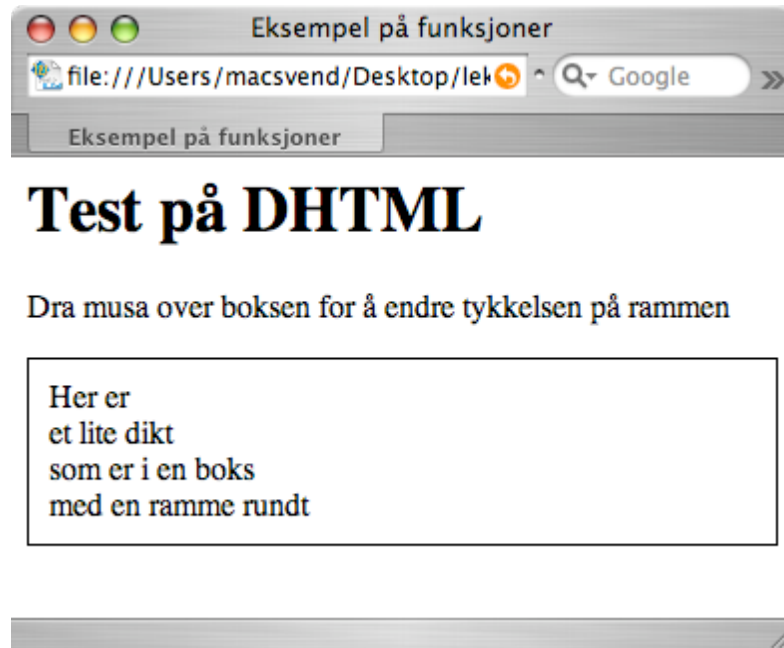 Eksempel på funksjoner
file:///Users/macsvend/Desktop/lek
Google
Eksempel på funksjoner
Test på DHTML
Dra musa over boksen for å endre tykkelsen på rammen
Her er
et lite dikt
som er i en boks
med en ramme rundt